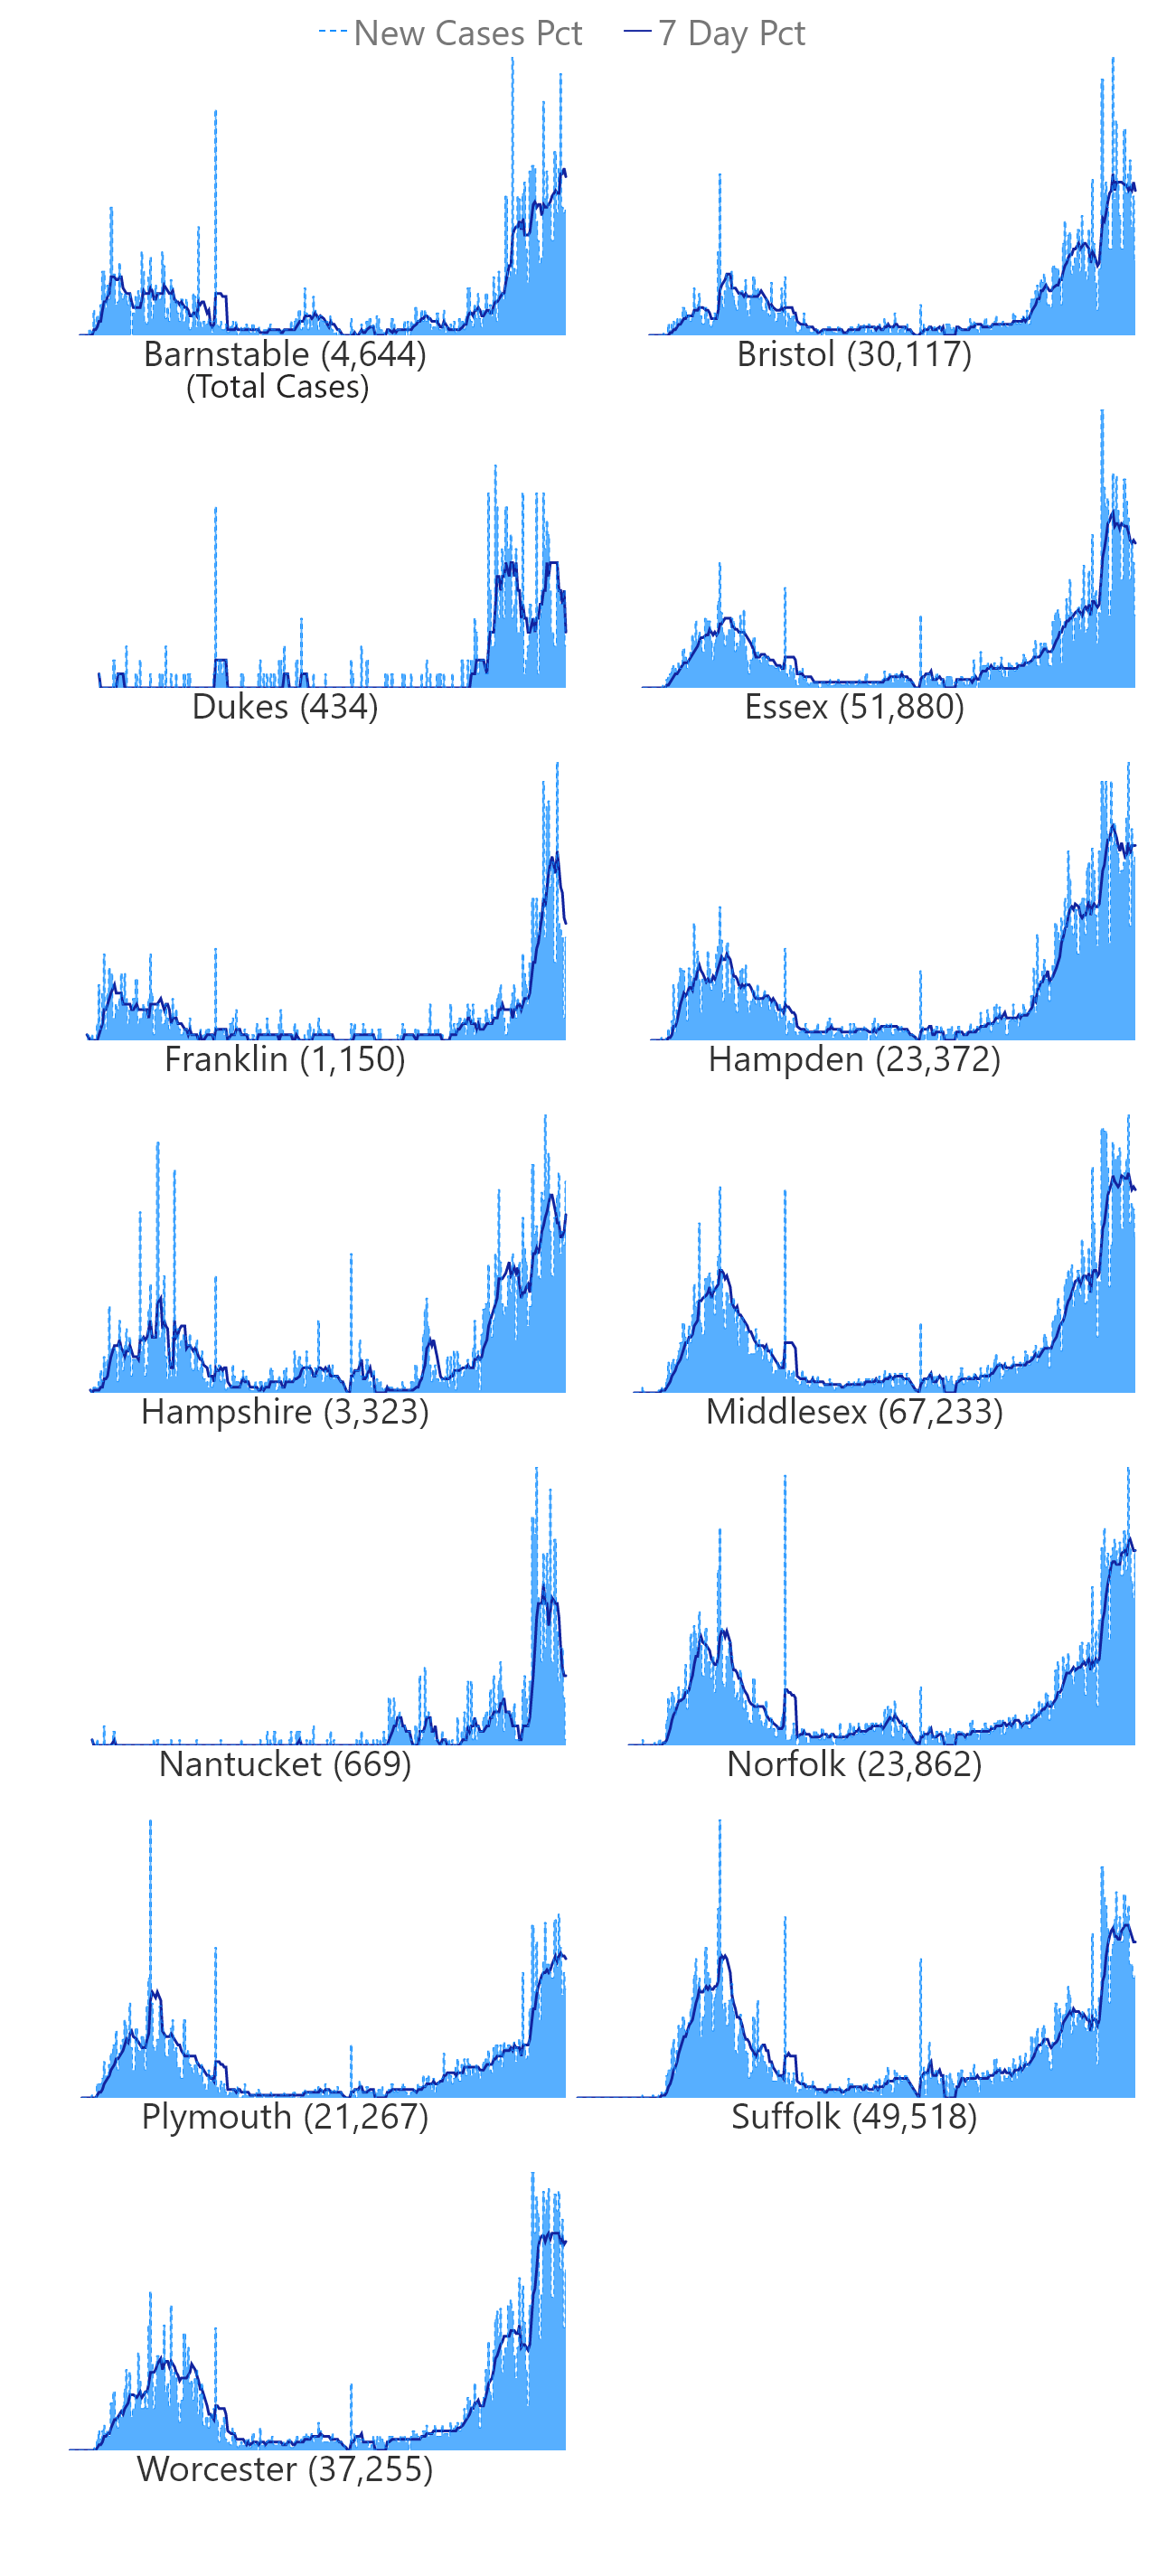 New Cases Pct 7 Day Pct
Barnstable (4,644) Bristol (30,117)
(Total Cases)
Dukes (434) Essex (51,880)
Franklin (1,150) Hampden (23,372)
Hampshire (3,323) Middlesex (67,233)
Nantucket (669) Norfolk (23,862)
Plymouth (21,267) Suffolk (49,518)
Worcester (37,255)